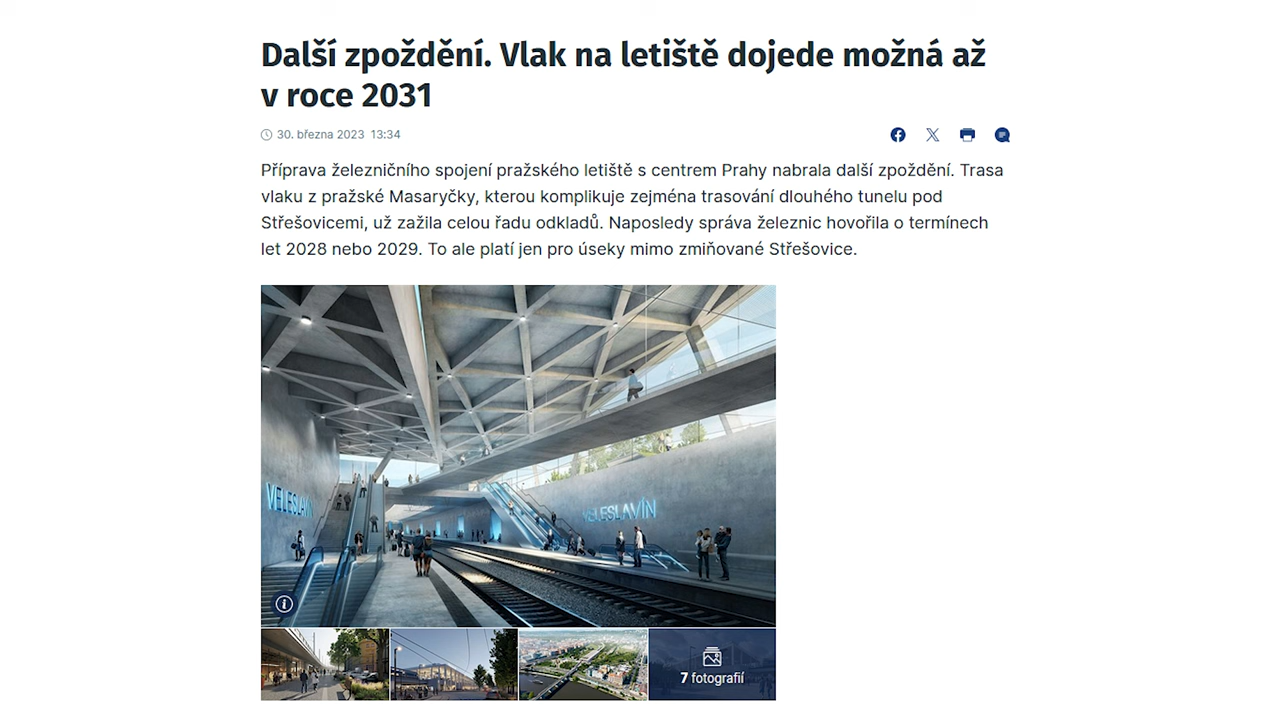 Další zpoždění. Vlak na letiště dojede možná až
v roce 2031
30. března 2023 13:34
Příprava železničního spojení pražského letiště s centrem Prahy nabrala další zpoždění. Trasa
vlaku z pražské Masaryčky, kterou komplikuje zejména trasování dlouhého tunelu pod
Střešovicemi, už zažila celou řadu odkladů. Naposledy správa železnic hovořila o termínech
let 2028 nebo 2029. To ale platí jen pro úseky mimo zmiňované Střešovice.
VELESLAVÍN
VELESLAVÍN
7 fotografií